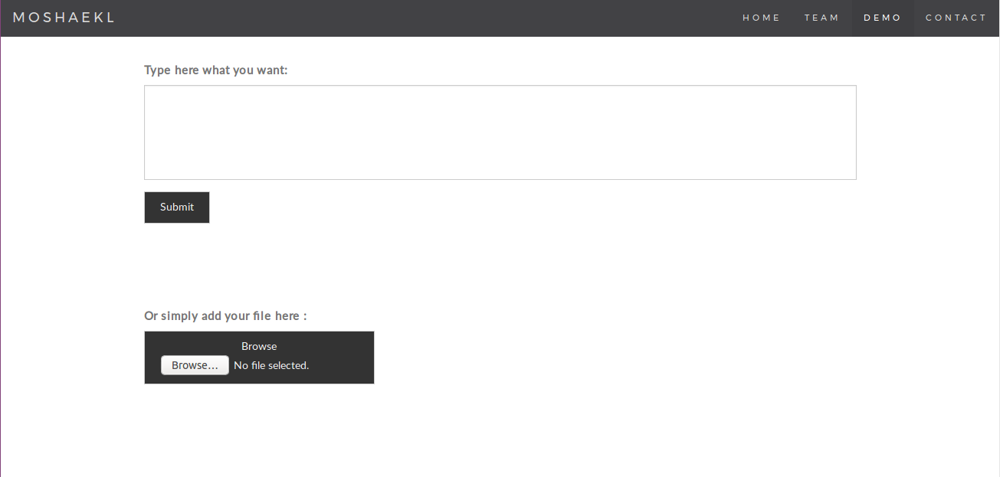 MOSHAEKL HOME TEAM DEMO CONTACT
Type here what you want:
Submit
Or simply add your file here :
Browse
Browse... No file selected.